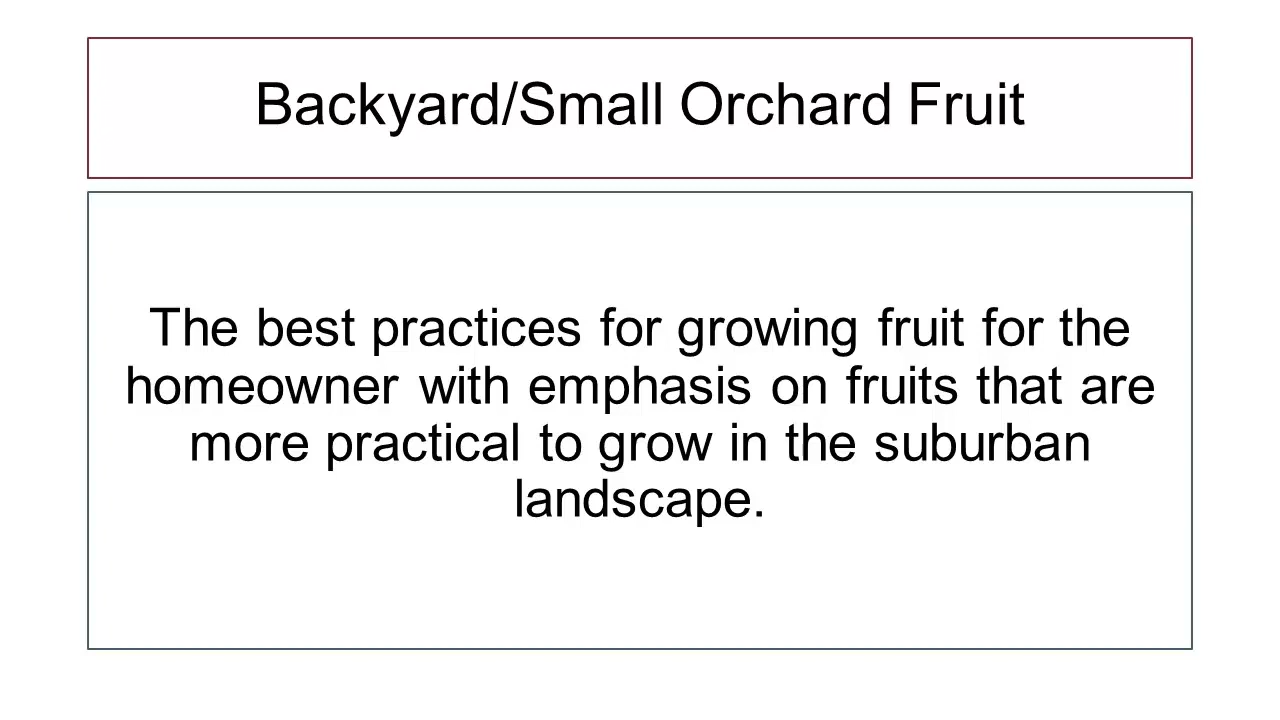 Backyard/Small Orchard Fruit
The best practices for growing fruit for the
homeowner with emphasis on fruits that are
more practical to grow in the suburban
landscape.